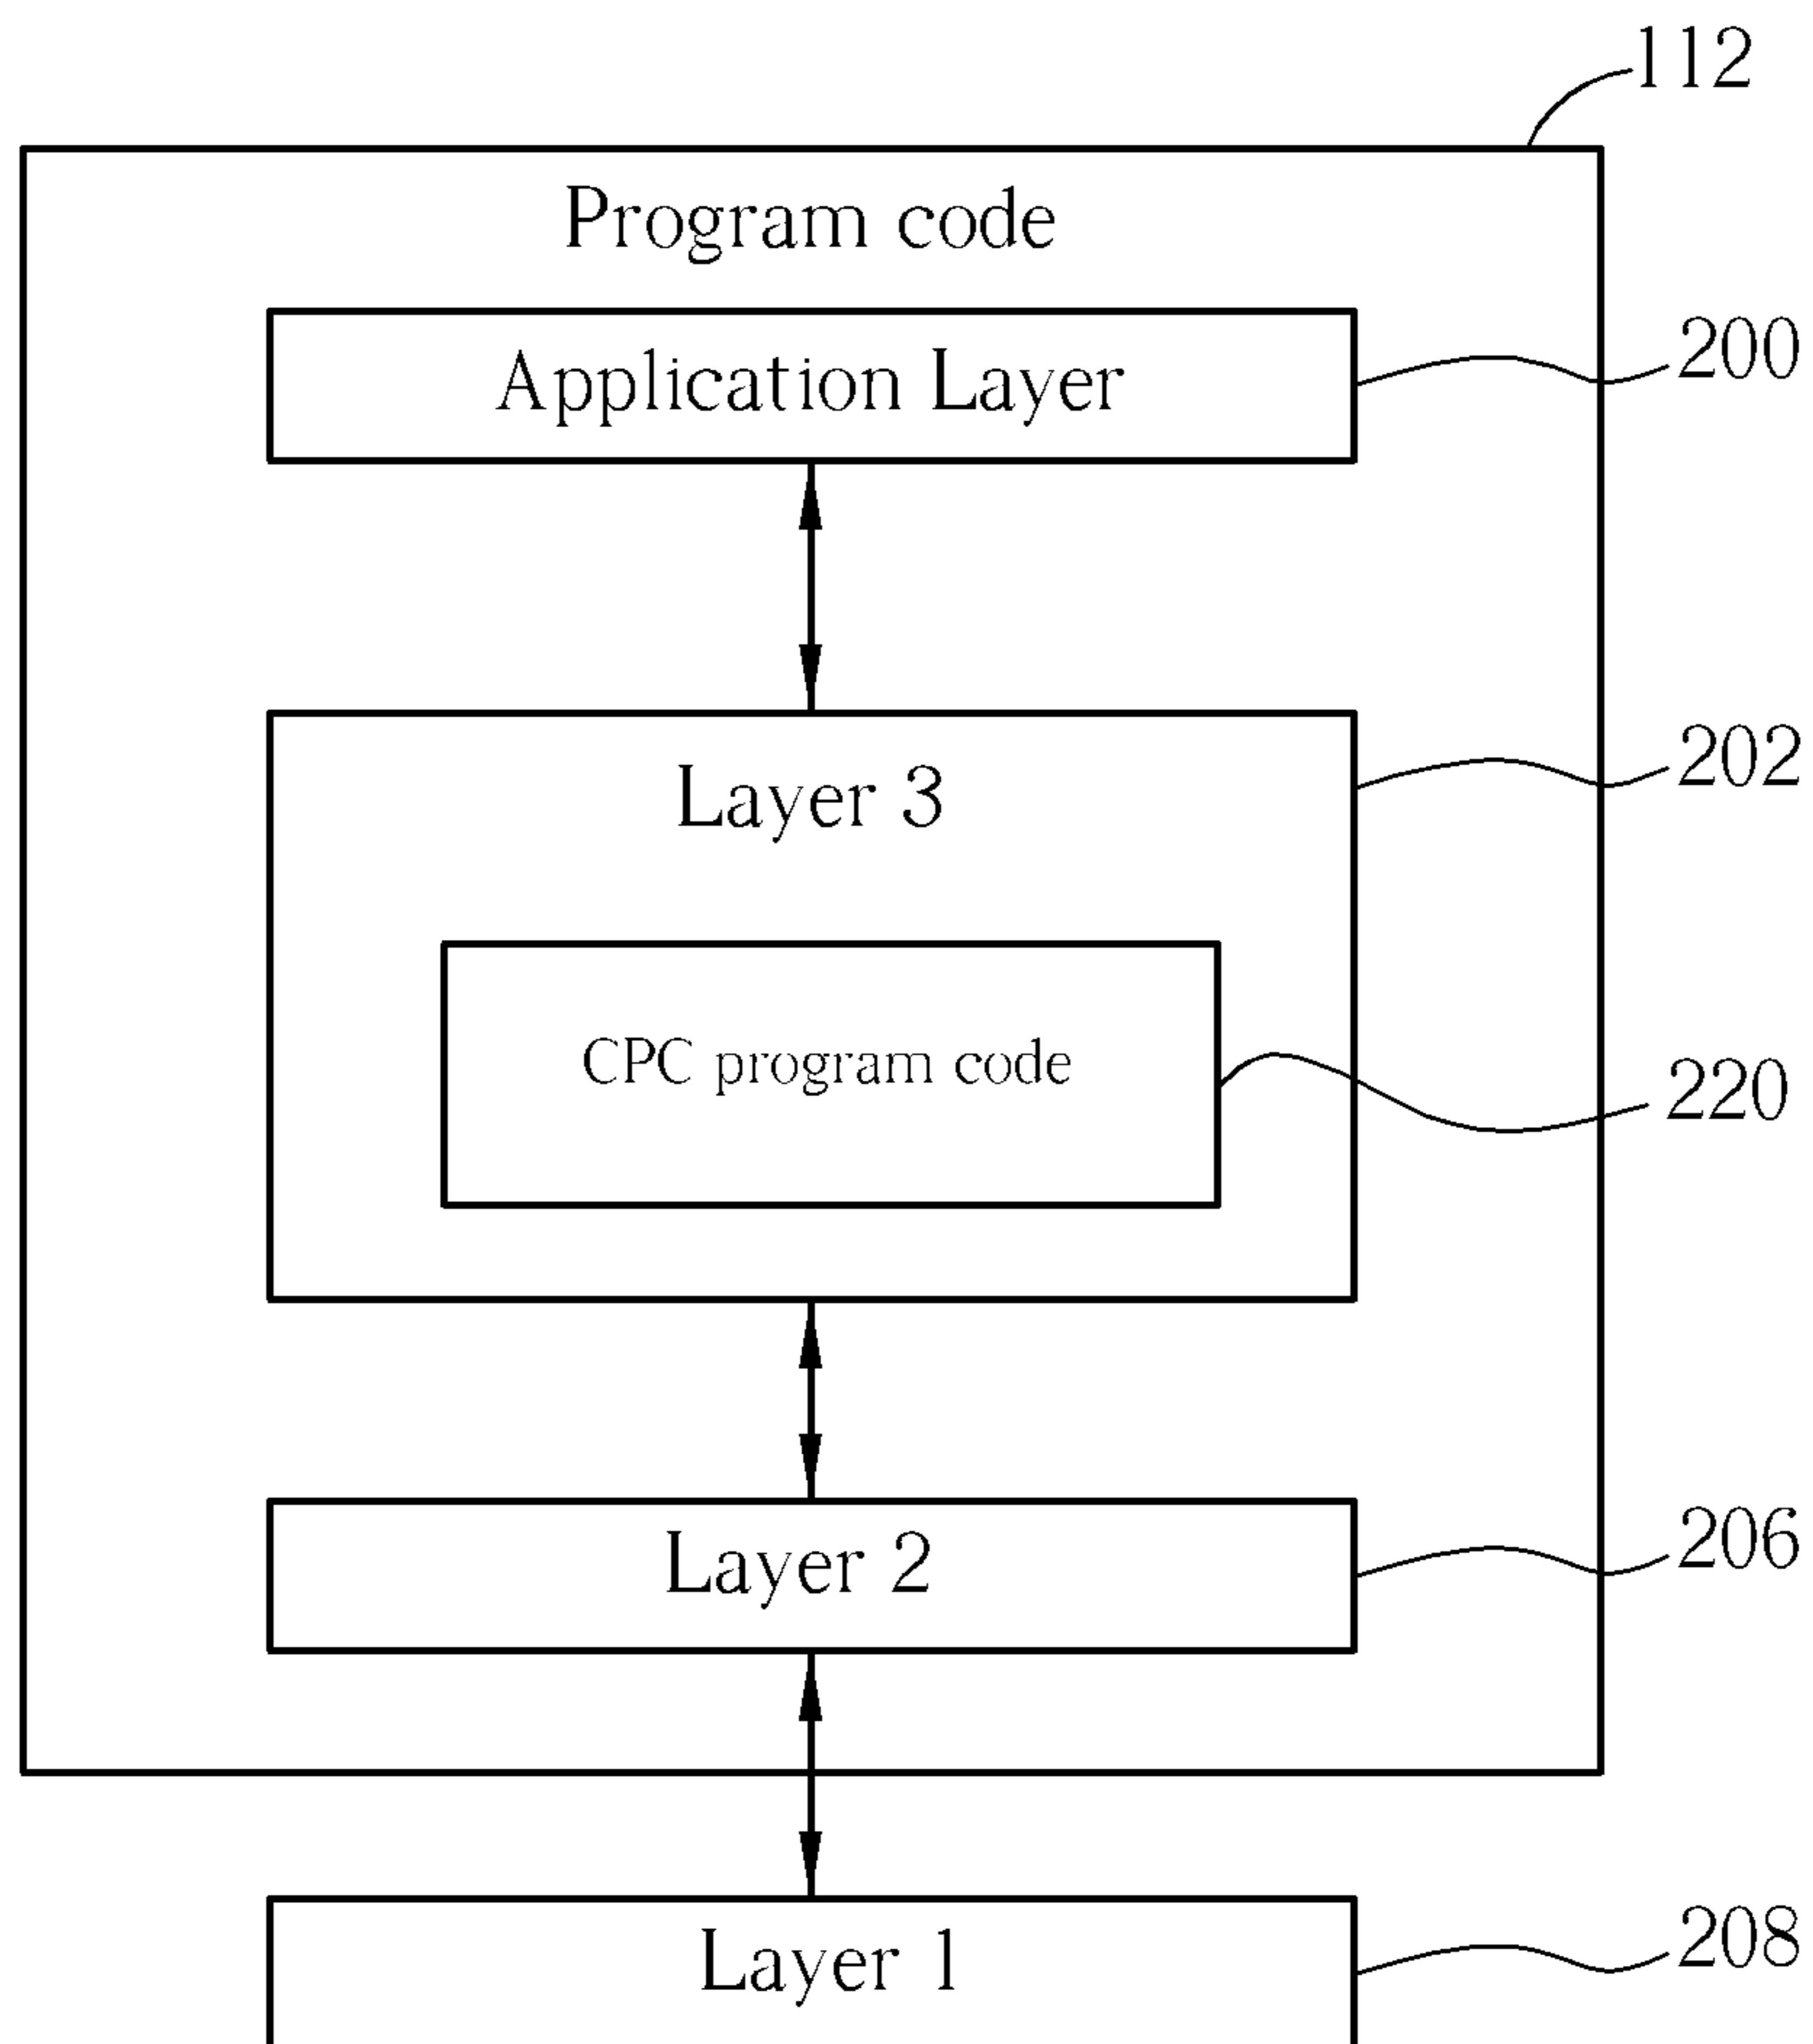 112
Program code
Application Layer
200
Layer 3
202
CPC program code
220
Layer 2
206
Layer 1
208